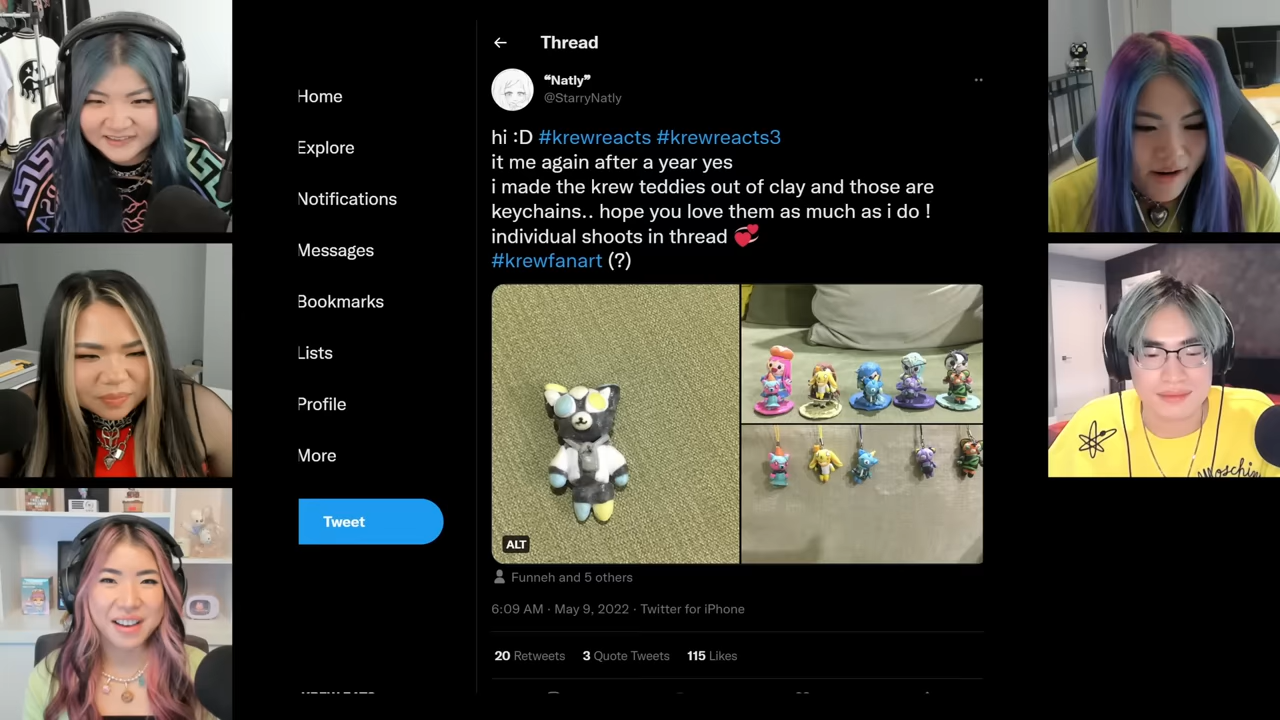 Thread
❝Natly❞
@StarryNatly
Home
Explore
Notifications
Messages
Bookmarks
Lists
Profile
More
Tweet
hi :D #krewreacts #krewreacts3
it me again after a year yes
i made the krew teddies out of clay and those are
keychains.. hope you love them as much as i do !
individual shoots in thread 💞
#krewfanart (?)
ALT
Funneh and 5 others
6:09 AM · May 9, 2022 · Twitter for iPhone
20 Retweets 3 Quote Tweets 115 Likes
Moschin